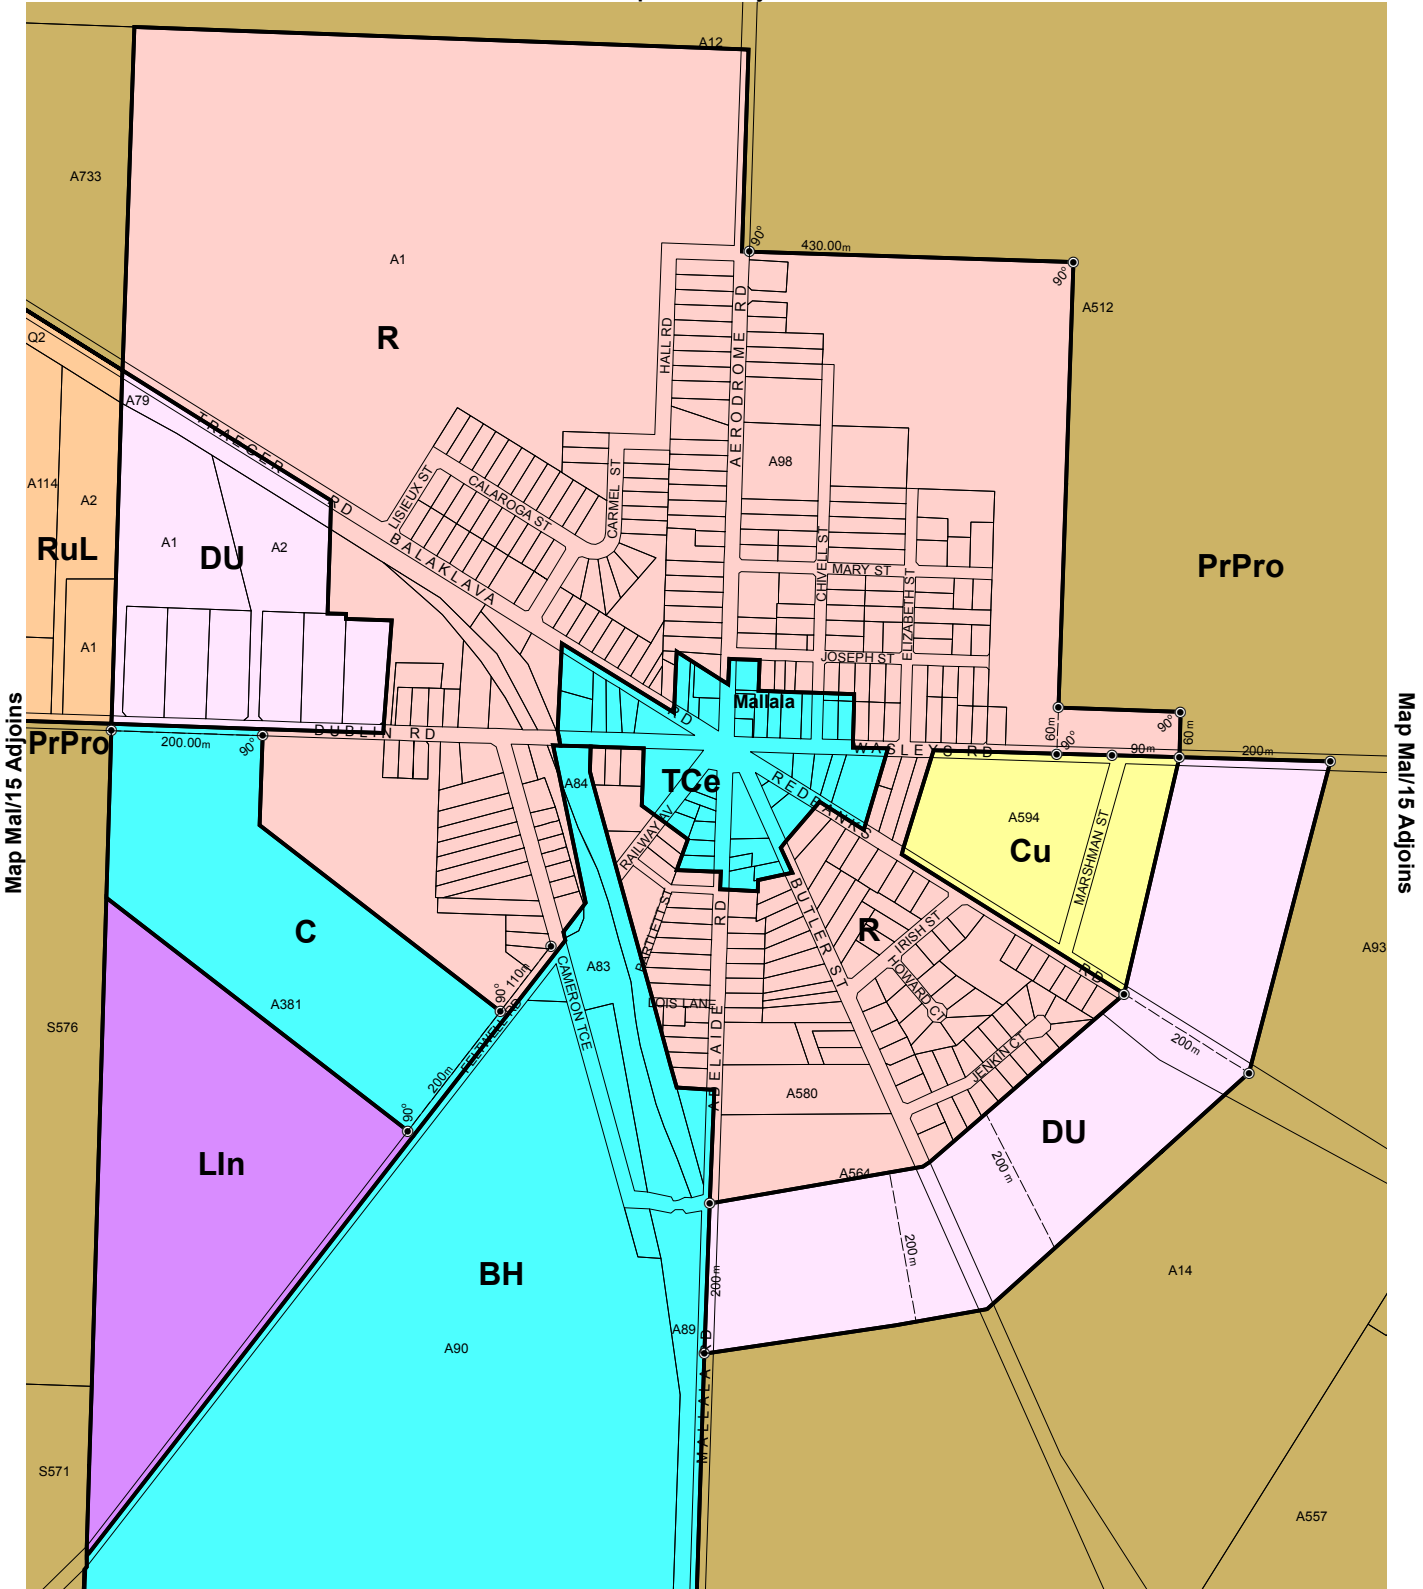 A12
A733
90°
430.00m
90°
A1
A512
R
Q2
HALL RD
AERODROME RD
A79
TRAEGER RD
A98
A114
A2
LISIEUX ST
CALAROGA ST
CARMEL ST
RuL
A1
DU
A2
BALAKLAVA RD
CHIVELL ST
MARY ST
ELIZABETH ST
PrPro
A1
JOSEPH ST
Mallala
Map Mal/15 Adjoins
Map Mal/15 Adjoins
PrPro
200.00m
90°
DUBLIN RD
WASLEYS RD
60m
90°
90m
90°
60m
200m
A84
TCe
REDBANKS RD
A594
Cu
MARSHMAN ST
RAILWAY AV
C
BARTLETT ST
BUTLER ST
R
IRISH ST
A93
HOWARD CT
A381
90°
110m
A83
LOIS LANE
ADELAIDE RD
S576
FELTWELL RD
CAMERON TCE
200m
JENKIN CT
200m
A580
90°
DU
LIn
A564
200m
200m
BH
200m
A14
A89
A90
MALLALA RD
S571
A557